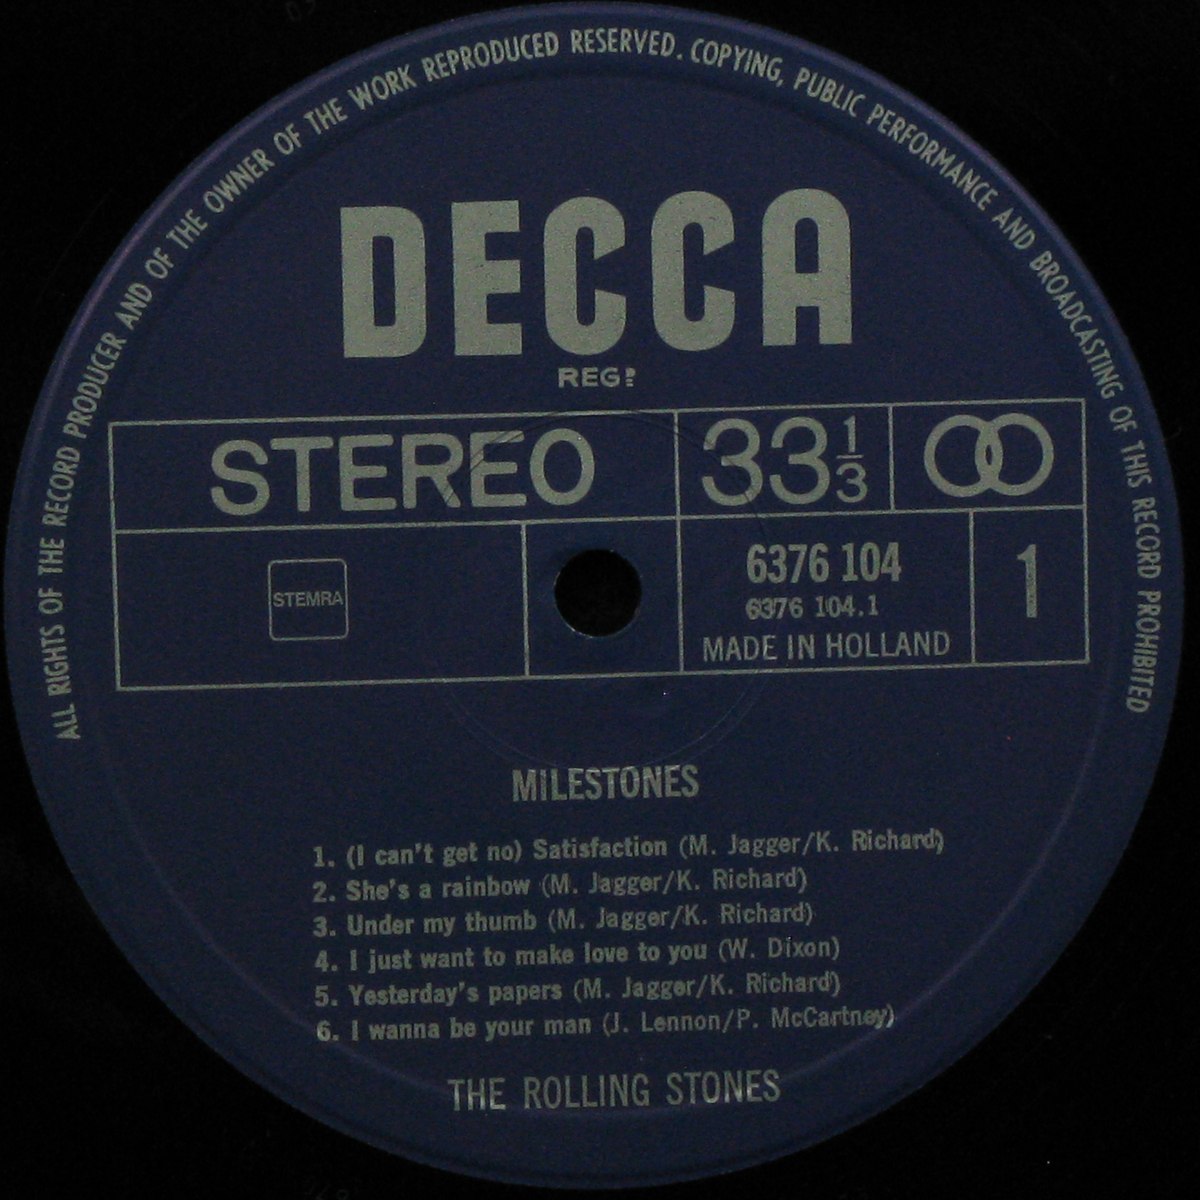 ALL RIGHTS OF THE RECORD PRODUCER AND OF THE OWNER OF THE WORK REPRODUCED RESERVED. COPYING, PUBLIC PERFORMANCE AND BROADCASTING OF THIS RECORD PROHIBITED
DECCA
REGD
STEREO
33 1/3
STEMRA
6376 104
6376 104.1
MADE IN HOLLAND
1
MILESTONES
1. (I can't get no) Satisfaction (M. Jagger/K. Richard)
2. She's a rainbow (M. Jagger/K. Richard)
3. Under my thumb (M. Jagger/K. Richard)
4. I just want to make love to you (W. Dixon)
5. Yesterday's papers (M. Jagger/K. Richard)
6. I wanna be your man (J. Lennon/P. McCartney)
THE ROLLING STONES